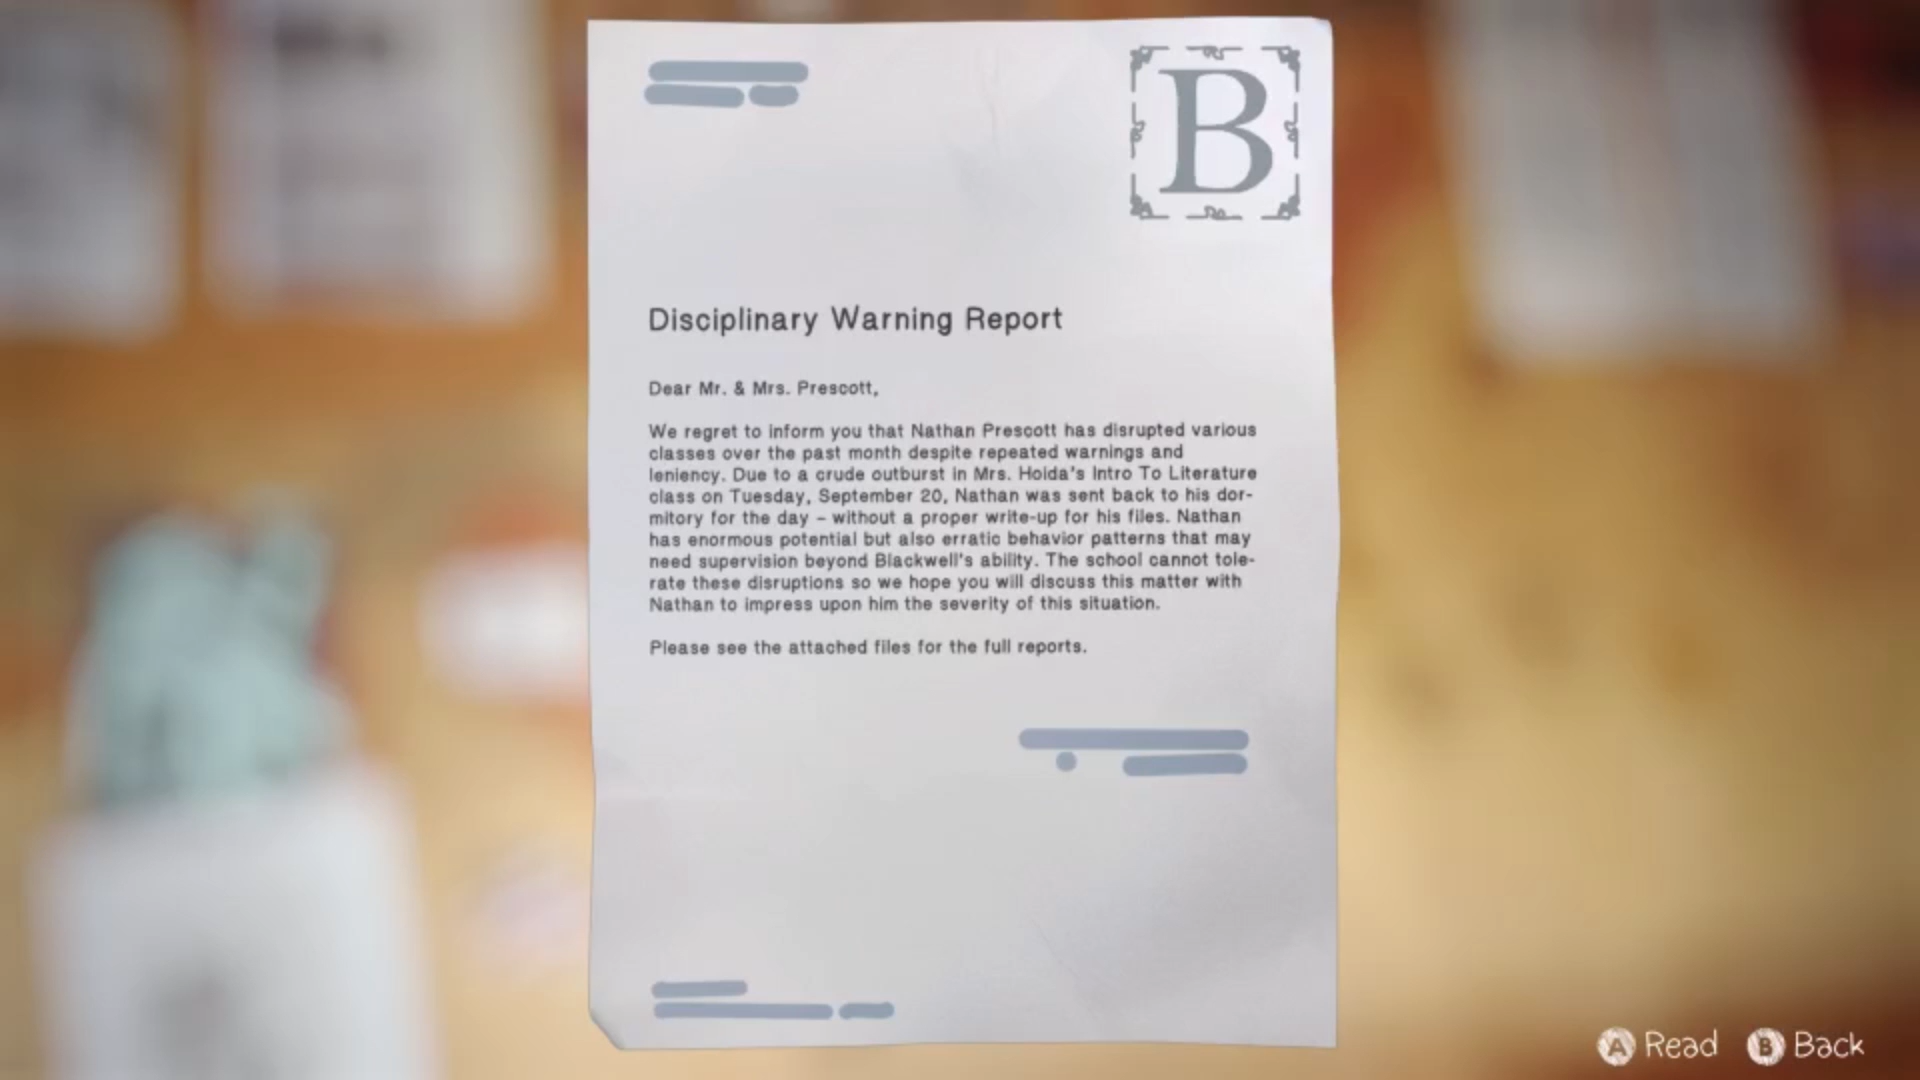 B
Disciplinary Warning Report
Dear Mr. & Mrs. Prescott,
We regret to inform you that Nathan Prescott has disrupted various
classes over the past month despite repeated warnings and
leniency. Due to a crude outburst in Mrs. Hoida's Intro To Literature
class on Tuesday, September 20, Nathan was sent back to his dor-
mitory for the day – without a proper write-up for his files. Nathan
has enormous potential but also erratic behavior patterns that may
need supervision beyond Blackwell's ability. The school cannot tole-
rate these disruptions so we hope you will discuss this matter with
Nathan to impress upon him the severity of this situation.
Please see the attached files for the full reports.
A Read B Back